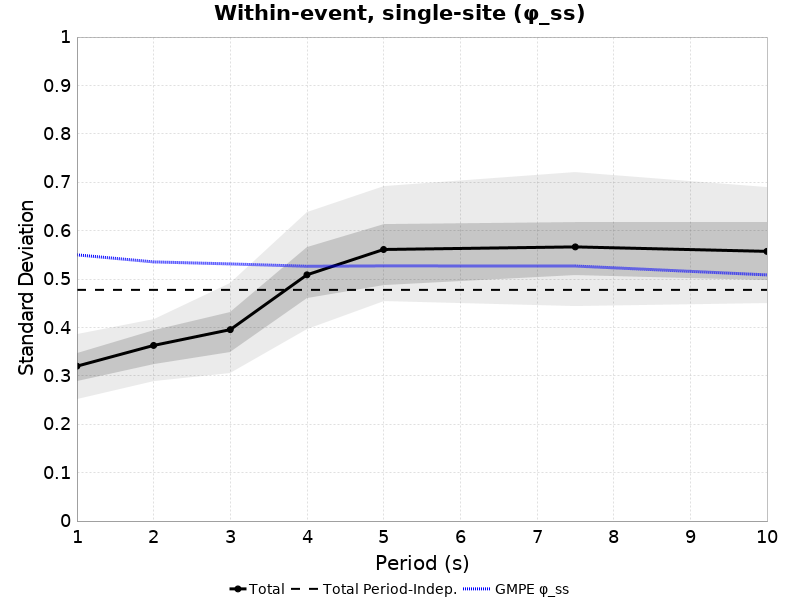 Within-event, single-site (φ_ss)
1
0.9
0.8
0.7
0.6
0.5
0.4
0.3
0.2
0.1
0
Standard Deviation
1 2 3 4 5 6 7 8 9 10
Period (s)
Total Total Period-Indep. GMPE φ_ss